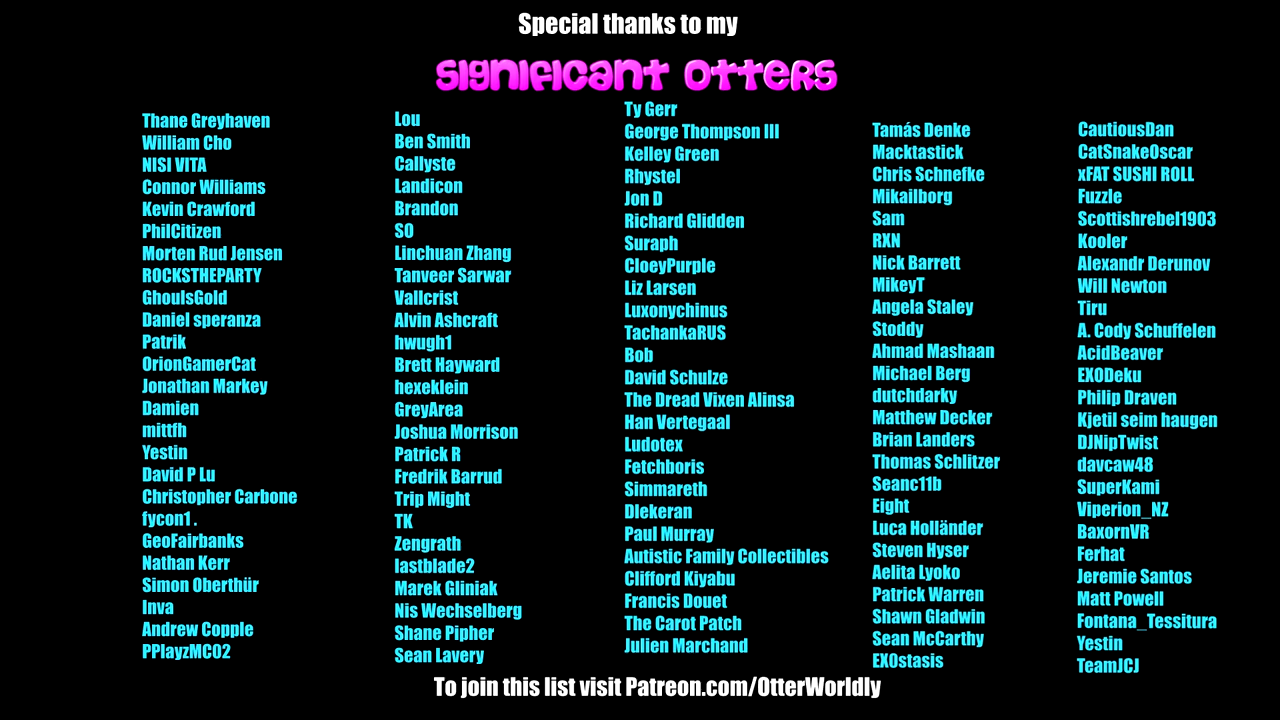 Special thanks to my
SIGNIFICANT OTTERS
Thane Greyhaven
William Cho
NISI VITA
Connor Williams
Kevin Crawford
PhilCitizen
Morten Rud Jensen
ROCKSTHEPARTY
GhoulsGold
Daniel speranza
Patrik
OrionGamerCat
Jonathan Markey
Damien
mittfh
Yestin
David P Lu
Christopher Carbone
fycon1 .
GeoFairbanks
Nathan Kerr
Simon Oberthür
Inva
Andrew Copple
PPlayzMC02
Lou
Ben Smith
Callyste
Landicon
Brandon
SO
Linchuan Zhang
Tanveer Sarwar
Vallcrist
Alvin Ashcraft
hwugh1
Brett Hayward
hexeklein
GreyArea
Joshua Morrison
Patrick R
Fredrik Barrud
Trip Might
TK
Zengrath
lastblade2
Marek Gliniak
Nis Wechselberg
Shane Pipher
Sean Lavery
Ty Gerr
George Thompson III
Kelley Green
Rhystel
Jon D
Richard Glidden
Suraph
CloeyPurple
Liz Larsen
Luxonychinus
TachankaRUS
Bob
David Schulze
The Dread Vixen Alinsa
Han Vertegaal
Ludotex
Fetchboris
Simmareth
Dlekeran
Paul Murray
Autistic Family Collectibles
Clifford Kiyabu
Francis Douet
The Carot Patch
Julien Marchand
Tamás Denke
Macktastick
Chris Schnefke
Mikailborg
Sam
RXN
Nick Barrett
MikeyT
Angela Staley
Stoddy
Ahmad Mashaan
Michael Berg
dutchdarky
Matthew Decker
Brian Landers
Thomas Schlitzer
Seanc11b
Eight
Luca Holländer
Steven Hyser
Aelita Lyoko
Patrick Warren
Shawn Gladwin
Sean McCarthy
EXOstasis
CautiousDan
CatSnakeOscar
xFAT SUSHI ROLL
Fuzzle
Scottishrebel1903
Kooler
Alexandr Derunov
Will Newton
Tiru
A. Cody Schuffelen
AcidBeaver
EXODeku
Philip Draven
Kjetil seim haugen
DJNipTwist
davcaw48
SuperKami
Viperion_NZ
BaxornVR
Ferhat
Jeremie Santos
Matt Powell
Fontana_Tessitura
Yestin
TeamJCJ
To join this list visit Patreon.com/OtterWorldly